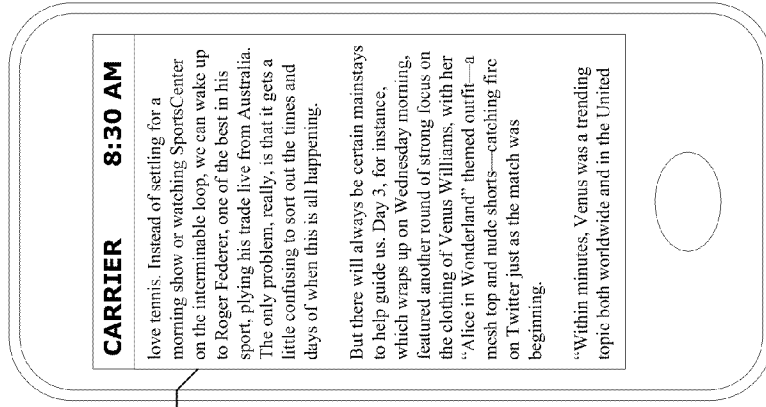 CARRIER 8:30 AM
love tennis. Instead of settling for a
morning show or watching SportsCenter
on the interminable loop, we can wake up
to Roger Federer, one of the best in his
sport, plying his trade live from Australia.
The only problem, really, is that it gets a
little confusing to sort out the times and
days of when this is all happening.
But there will always be certain mainstays
to help guide us. Day 3, for instance,
which wraps up on Wednesday morning,
featured another round of strong focus on
the clothing of Venus Williams, with her
“Alice in Wonderland” themed outfit—a
mesh top and nude shorts—catching fire
on Twitter just as the match was
beginning.
“Within minutes, Venus was a trending
topic both worldwide and in the United